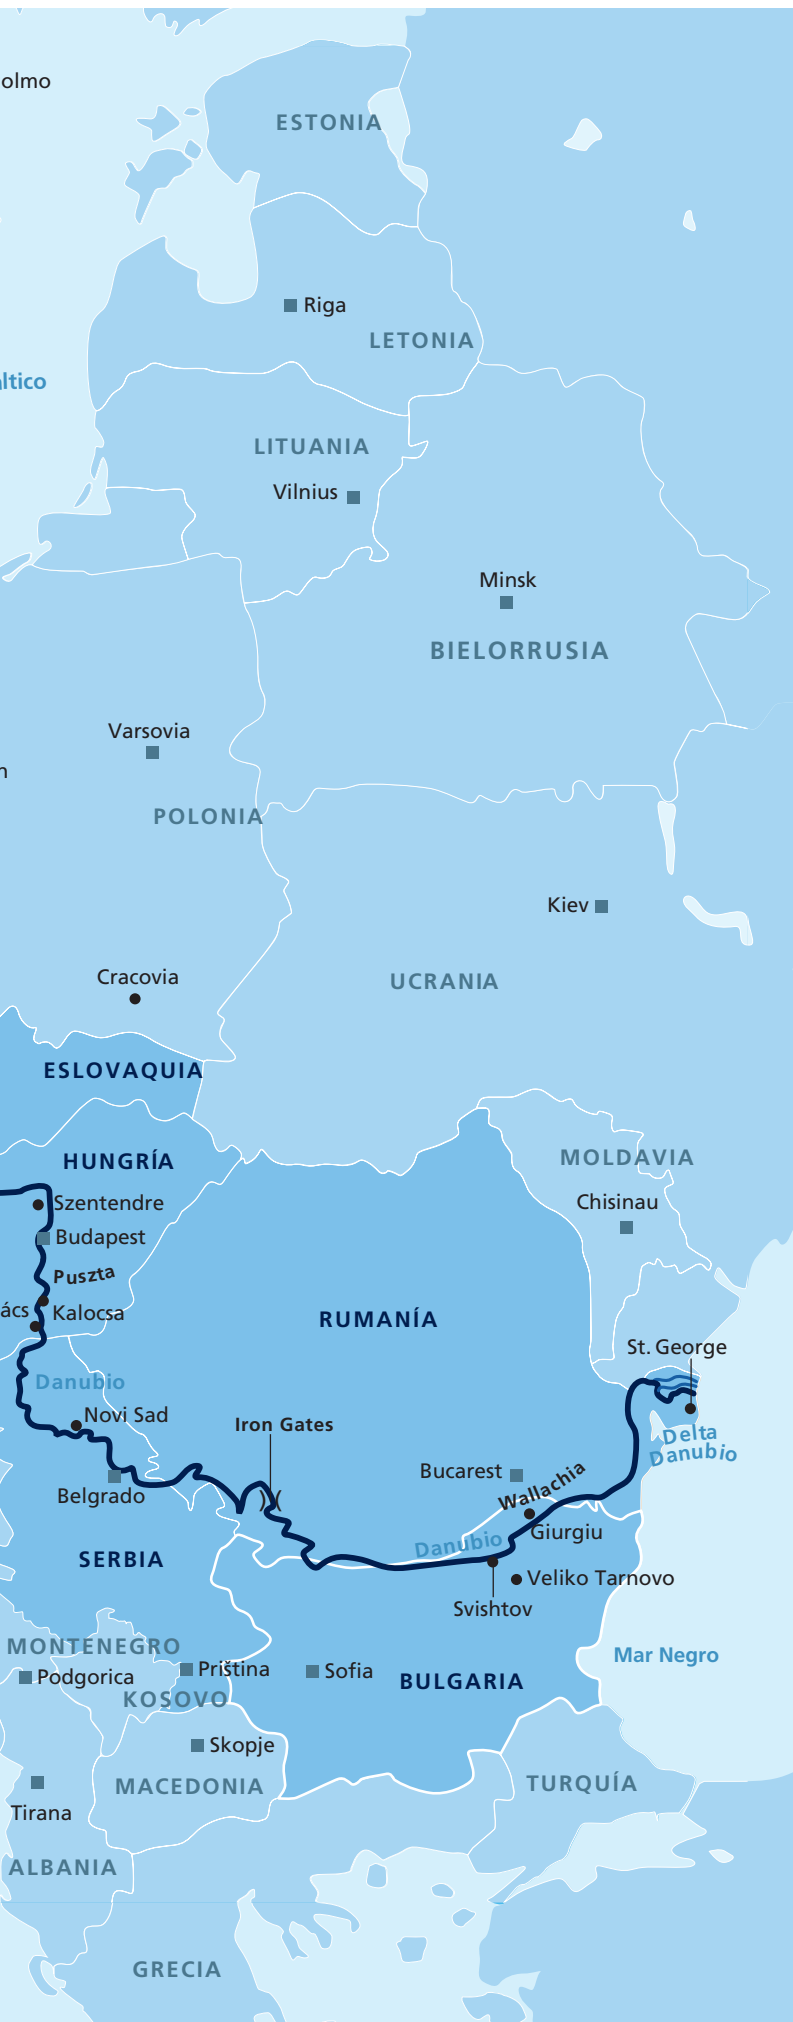 olmo
ESTONIA
Riga
LETONIA
ltico
LITUANIA
Vilnius
Minsk
BIELORRUSIA
Varsovia
POLONIA
Kiev
Cracovia
UCRANIA
ESLOVAQUIA
HUNGRÍA
MOLDAVIA
Szentendre
Chisinau
Budapest
Puszta
ács
Kalocsa
RUMANÍA
St. George
Danubio
Novi Sad
Iron Gates
Delta
Danubio
Bucarest
Wallachia
Belgrado
Giurgiu
Danubio
SERBIA
Veliko Tarnovo
Svishtov
MONTENEGRO
Mar Negro
Podgorica
Priština
Sofia
BULGARIA
KOSOVO
Skopje
MACEDONIA
TURQUÍA
Tirana
ALBANIA
GRECIA